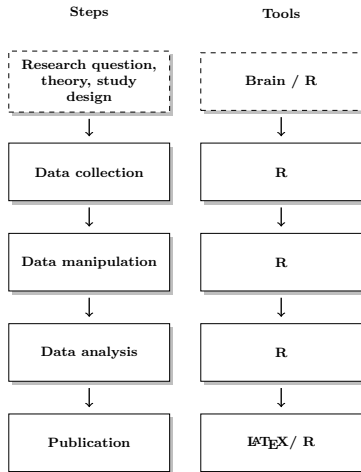 Steps
Tools
Research question,
theory, study
design
Brain / R
Data collection
R
Data manipulation
R
Data analysis
R
Publication
LATEX/ R